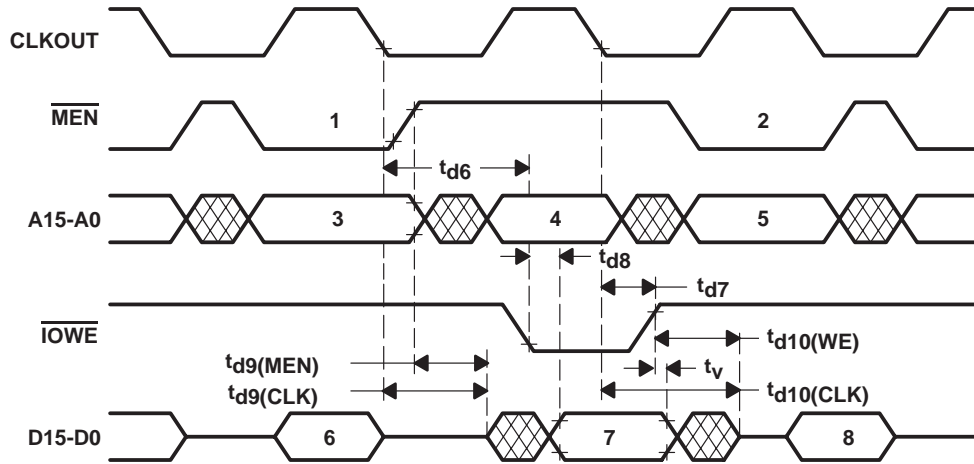 CLKOUT
MEN
1
2
td6
A15-A0
3
4
5
td8
td7
IOWE
td10(WE)
td9(MEN)
tv
td9(CLK)
td10(CLK)
D15-D0
6
7
8